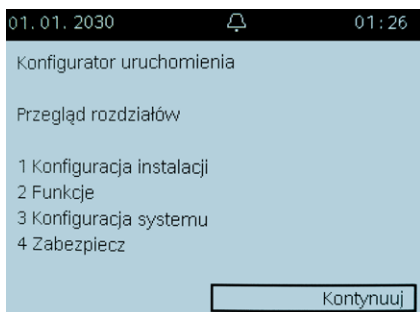 01.01.2030 01:26
Konfigurator uruchomienia
Przegląd rozdziałów
1 Konfiguracja instalacji
2 Funkcje
3 Konfiguracja systemu
4 Zabezpiecz
Kontynuuj